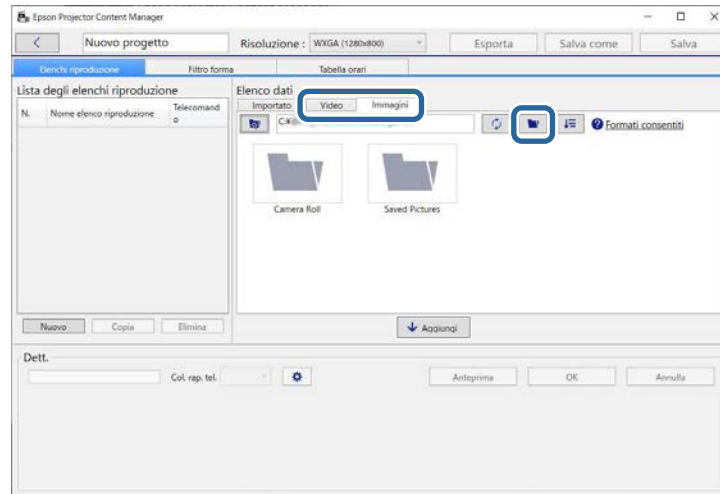 Epson Projector Content Manager
Nuovo progetto
Risoluzione : WXGA (1280x800)
Esporta
Salva come
Salva
Elenchi riproduzione
Filtro forma
Tabella orari
Lista degli elenchi riproduzione
N.
Nome elenco riproduzione
Telecomand
o
Elenco dati
Importato
Video
Immagini
Formati consentiti
Camera Roll
Saved Pictures
Nuovo
Copia
Elimina
Aggiungi
Dett.
Col. rap. tel.
Anteprima
OK
Annulla